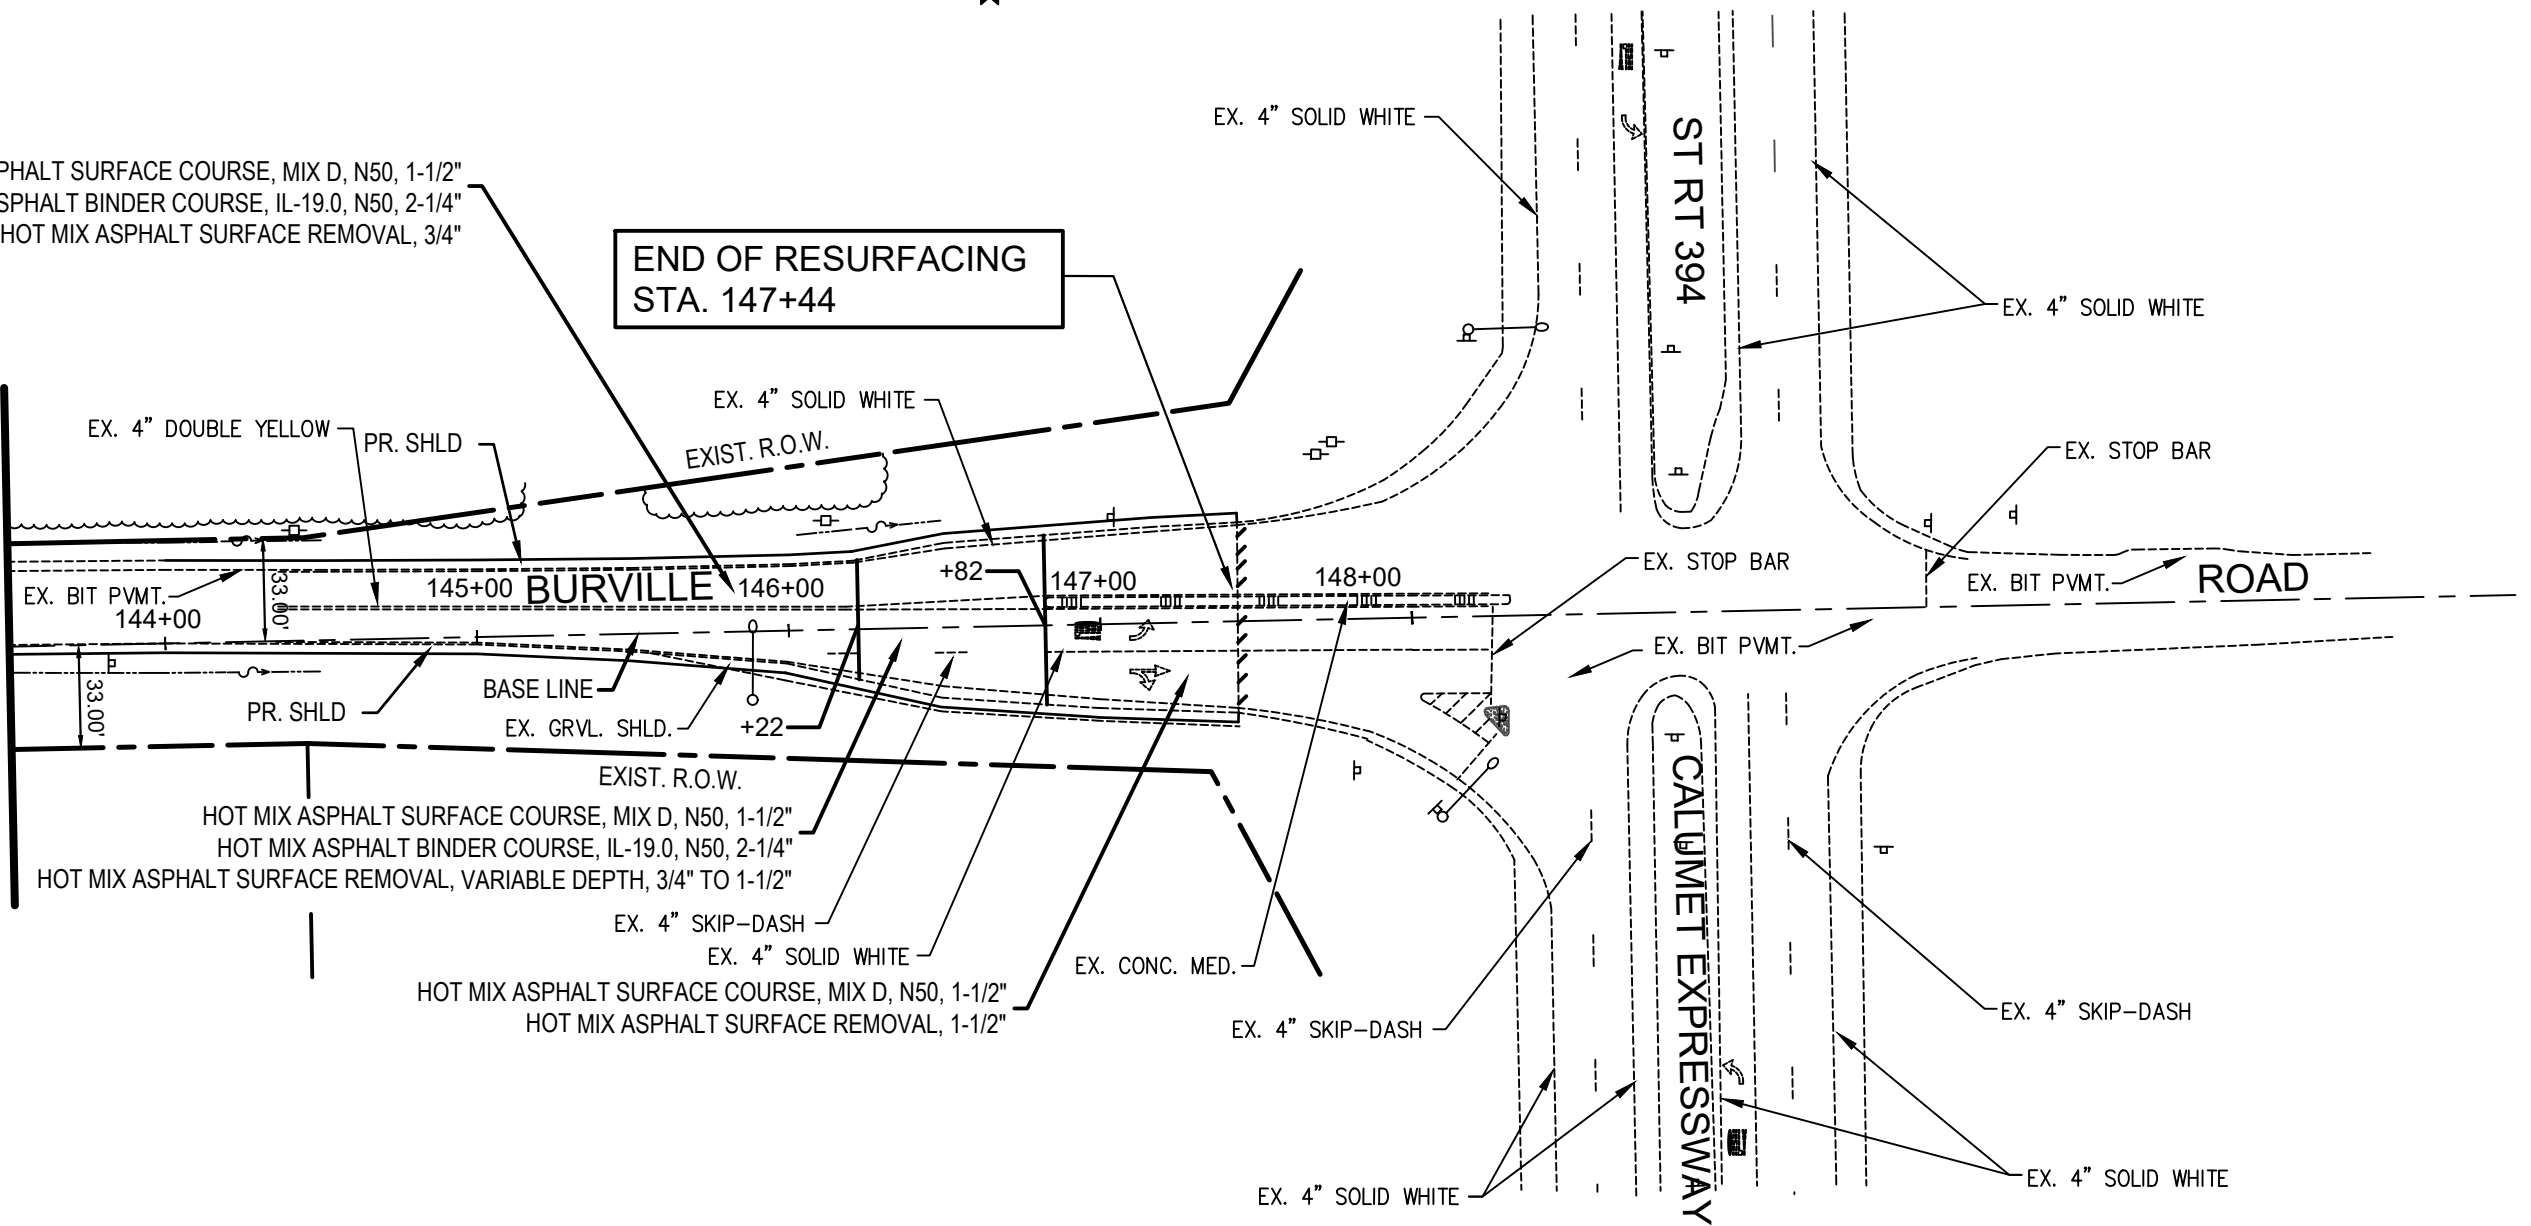 PHALT SURFACE COURSE, MIX D, N50, 1-1/2"
SPHALT BINDER COURSE, IL-19.0, N50, 2-1/4"
HOT MIX ASPHALT SURFACE REMOVAL, 3/4"
END OF RESURFACING
STA. 147+44
EX. 4” SOLID WHITE
ST RT 394
EX. 4” SOLID WHITE
EX. 4” SOLID WHITE
EX. 4” DOUBLE YELLOW
PR. SHLD
EXIST. R.O.W.
EX. STOP BAR
EX. STOP BAR
EX. BIT PVMT.
33.00'
144+00
145+00
BURVILLE
146+00
+82
147+00
148+00
EX. BIT PVMT.
ROAD
EX. BIT PVMT.
33.00'
PR. SHLD
BASE LINE
EX. GRVL. SHLD.
+22
EXIST. R.O.W.
HOT MIX ASPHALT SURFACE COURSE, MIX D, N50, 1-1/2"
HOT MIX ASPHALT BINDER COURSE, IL-19.0, N50, 2-1/4"
HOT MIX ASPHALT SURFACE REMOVAL, VARIABLE DEPTH, 3/4" TO 1-1/2"
EX. 4” SKIP-DASH
EX. 4” SOLID WHITE
HOT MIX ASPHALT SURFACE COURSE, MIX D, N50, 1-1/2"
HOT MIX ASPHALT SURFACE REMOVAL, 1-1/2"
EX. CONC. MED.
EX. 4” SKIP-DASH
CALUMET EXPRESSWAY
EX. 4” SKIP-DASH
EX. 4” SOLID WHITE
EX. 4” SOLID WHITE